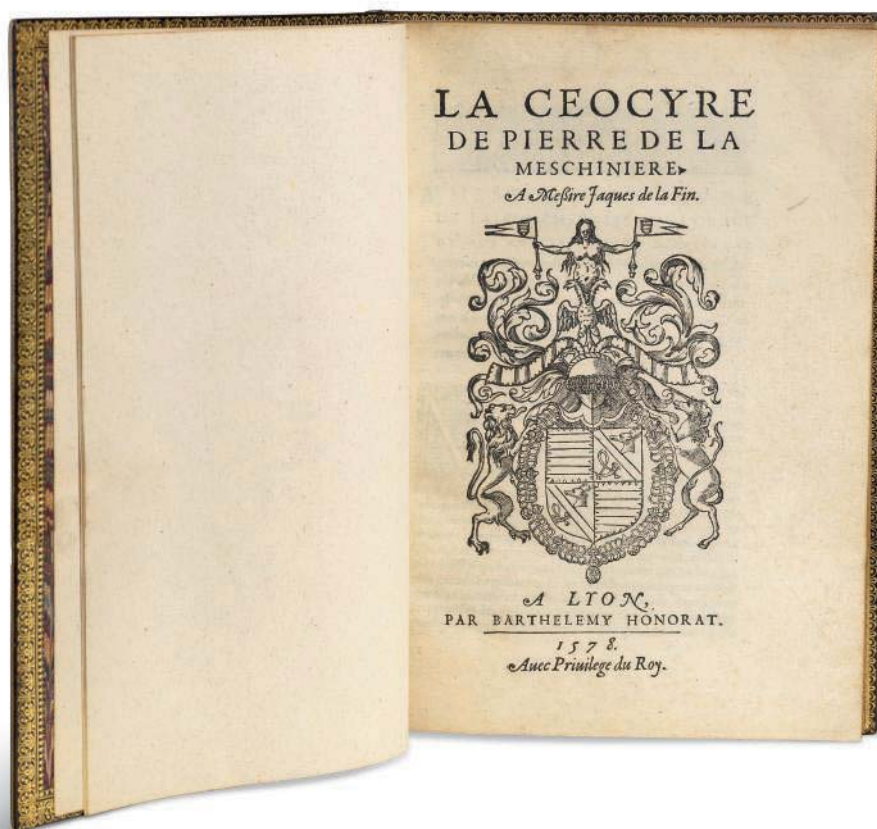 LA CEOCYRE
DE PIERRE DE LA
MESCHINIERE
A Meßire Jaques de la Fin.
A LYON,
PAR BARTHELEMY HONORAT.
1578.
Auec Priuilege du Roy.